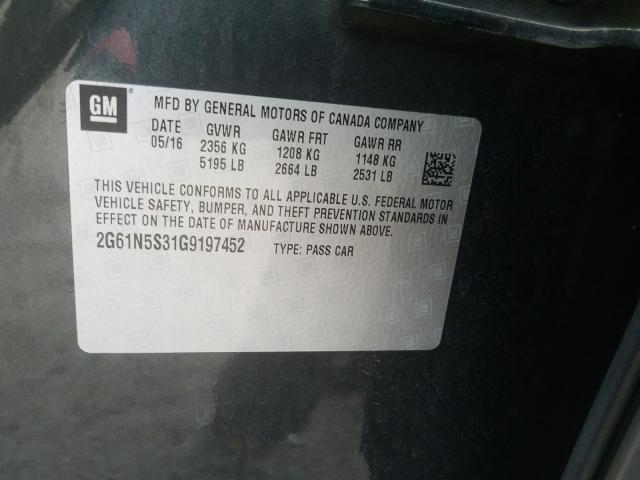 GM MFD BY GENERAL MOTORS OF CANADA COMPANY
DATE GVWR GAWR FRT GAWR RR
05/16 2356 KG 1208 KG 1148 KG
5195 LB 2664 LB 2531 LB
THIS VEHICLE CONFORMS TO ALL APPLICABLE U.S. FEDERAL MOTOR
VEHICLE SAFETY, BUMPER, AND THEFT PREVENTION STANDARDS IN
EFFECT ON THE DATE OF MANUFACTURE SHOWN ABOVE.
2G61N5S31G9197452 TYPE: PASS CAR